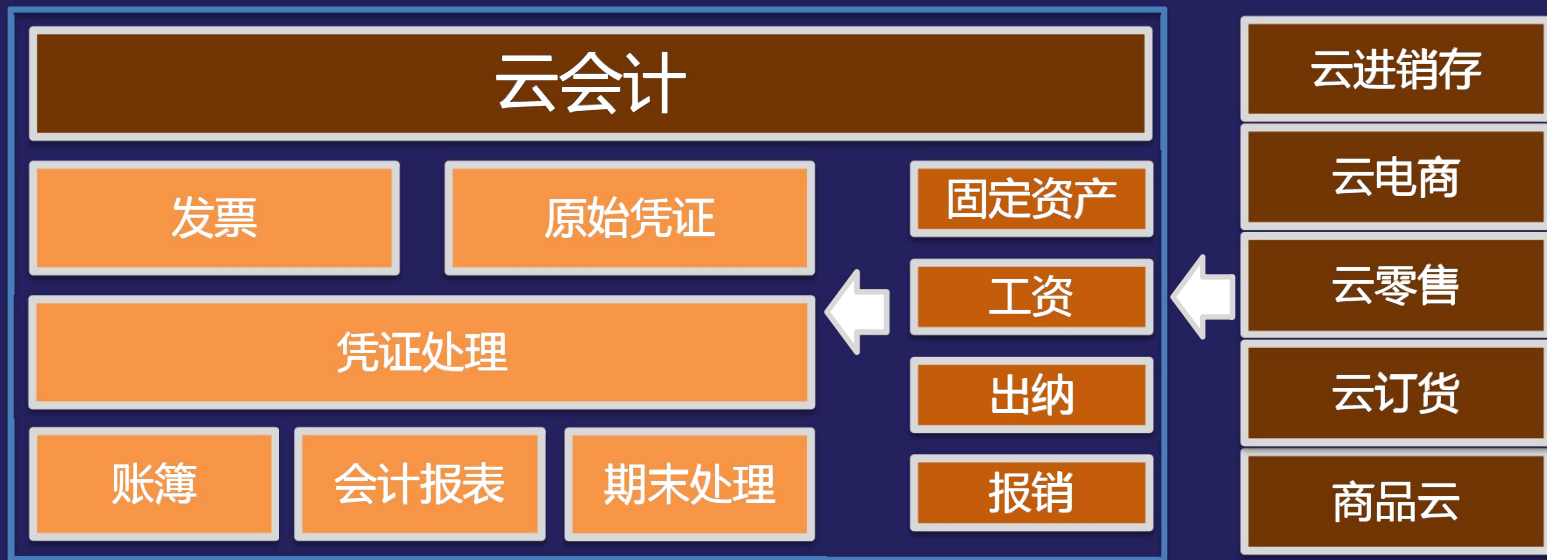 云会计
发票
原始凭证
凭证处理
账簿
会计报表
期末处理
固定资产
工资
出纳
报销
云进销存
云电商
云零售
云订货
商品云